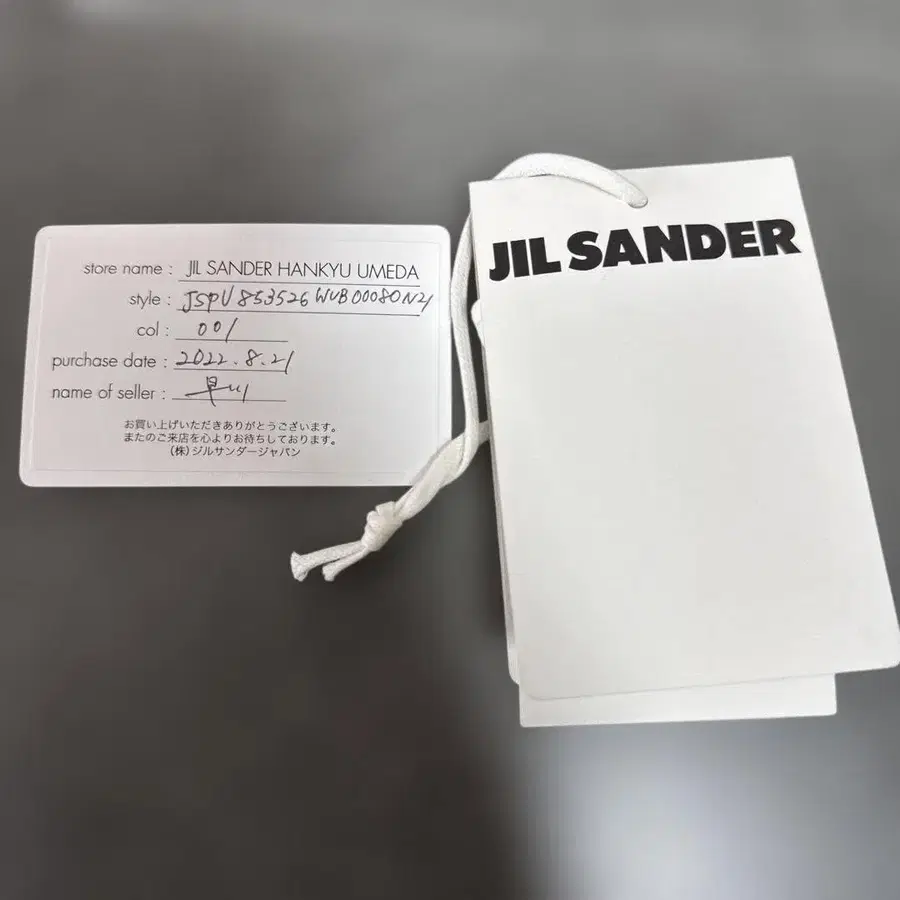 store name : JIL SANDER HANKYU UMEDA
style : JSPU853526 WUB00080N21
col : 001
purchase date : 2022.8.21
name of seller : 早川
お買い上げいただきありがとうございます。
またのご来店を心よりお待ちしております。
（株）ジルサンダージャパン
JIL SANDER